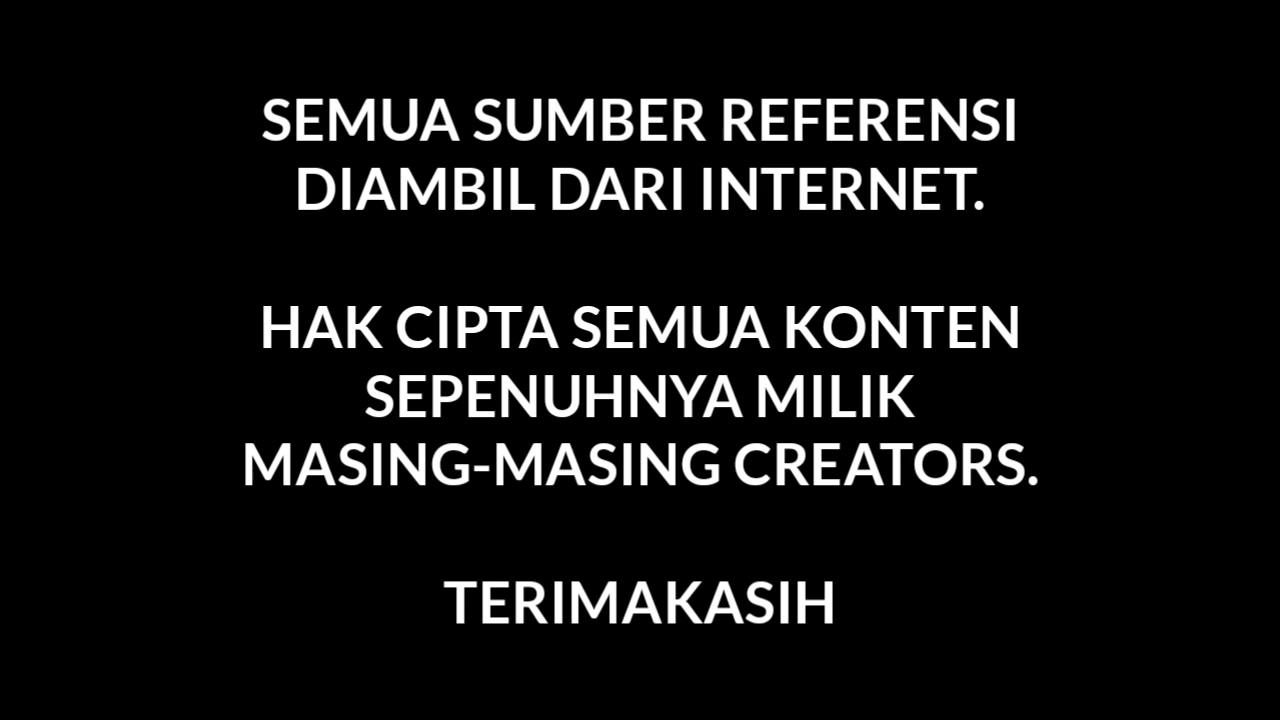 SEMUA SUMBER REFERENSI
DIAMBIL DARI INTERNET.
HAK CIPTA SEMUA KONTEN
SEPENUHNYA MILIK
MASING-MASING CREATORS.
TERIMAKASIH